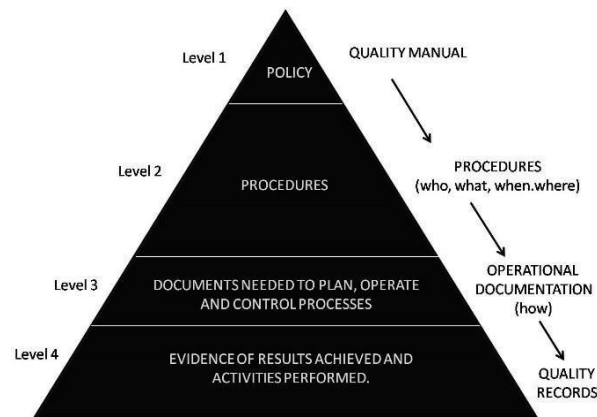 Level 1
POLICY
QUALITY MANUAL
Level 2
PROCEDURES
PROCEDURES
(who, what, when.where)
Level 3
DOCUMENTS NEEDED TO PLAN, OPERATE
AND CONTROL PROCESSES
OPERATIONAL
DOCUMENTATION
(how)
Level 4
EVIDENCE OF RESULTS ACHIEVED AND
ACTIVITIES PERFORMED.
QUALITY
RECORDS